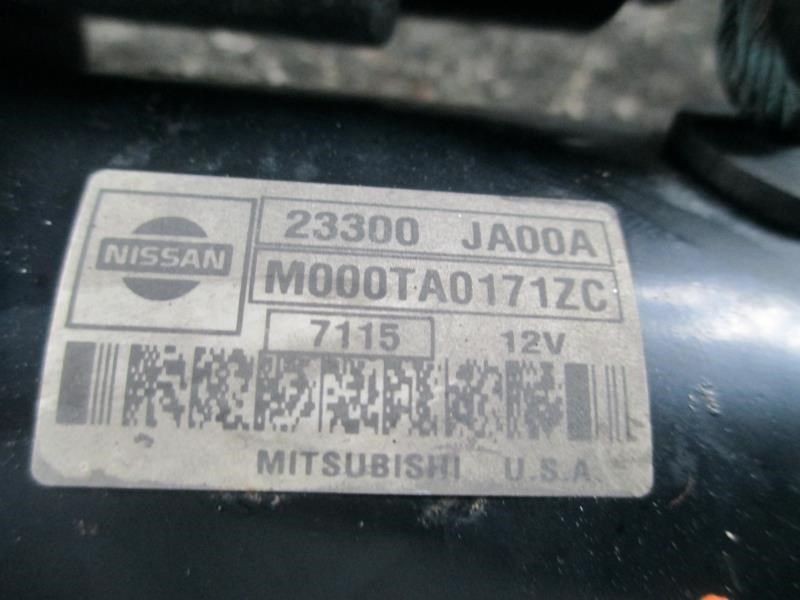 NISSAN
23300 JA00A
M000TA0171ZC
7115 12V
MITSUBISHI U.S.A